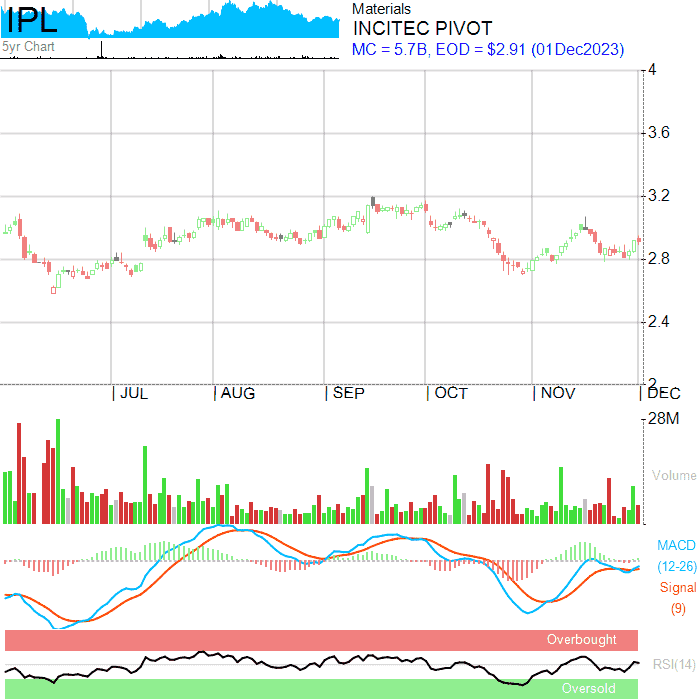 IPL
5yr Chart
Materials
INCITEC PIVOT
MC = 5.7B, EOD = $2.91 (01Dec2023)
4
3.6
3.2
2.8
2.4
2
JUL AUG SEP OCT NOV DEC
28M
Volume
MACD
(12-26)
Signal
(9)
Overbought
RSI(14)
Oversold